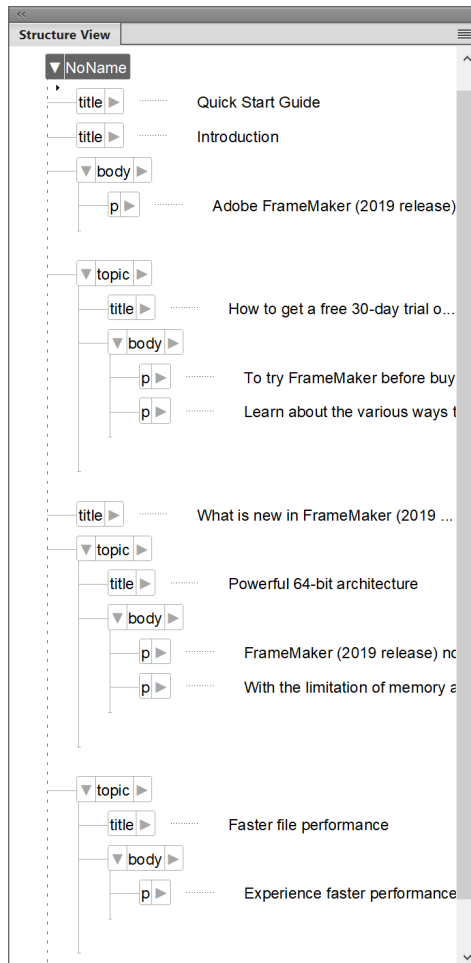 Structure View
NoName
title Quick Start Guide
title Introduction
body
p Adobe FrameMaker (2019 release)
topic
title How to get a free 30-day trial o...
body
p To try FrameMaker before buy
p Learn about the various ways
title What is new in FrameMaker (2019 ...
topic
title Powerful 64-bit architecture
body
p FrameMaker (2019 release)
p With the limitation of memory
topic
title Faster file performance
body
p Experience faster performance